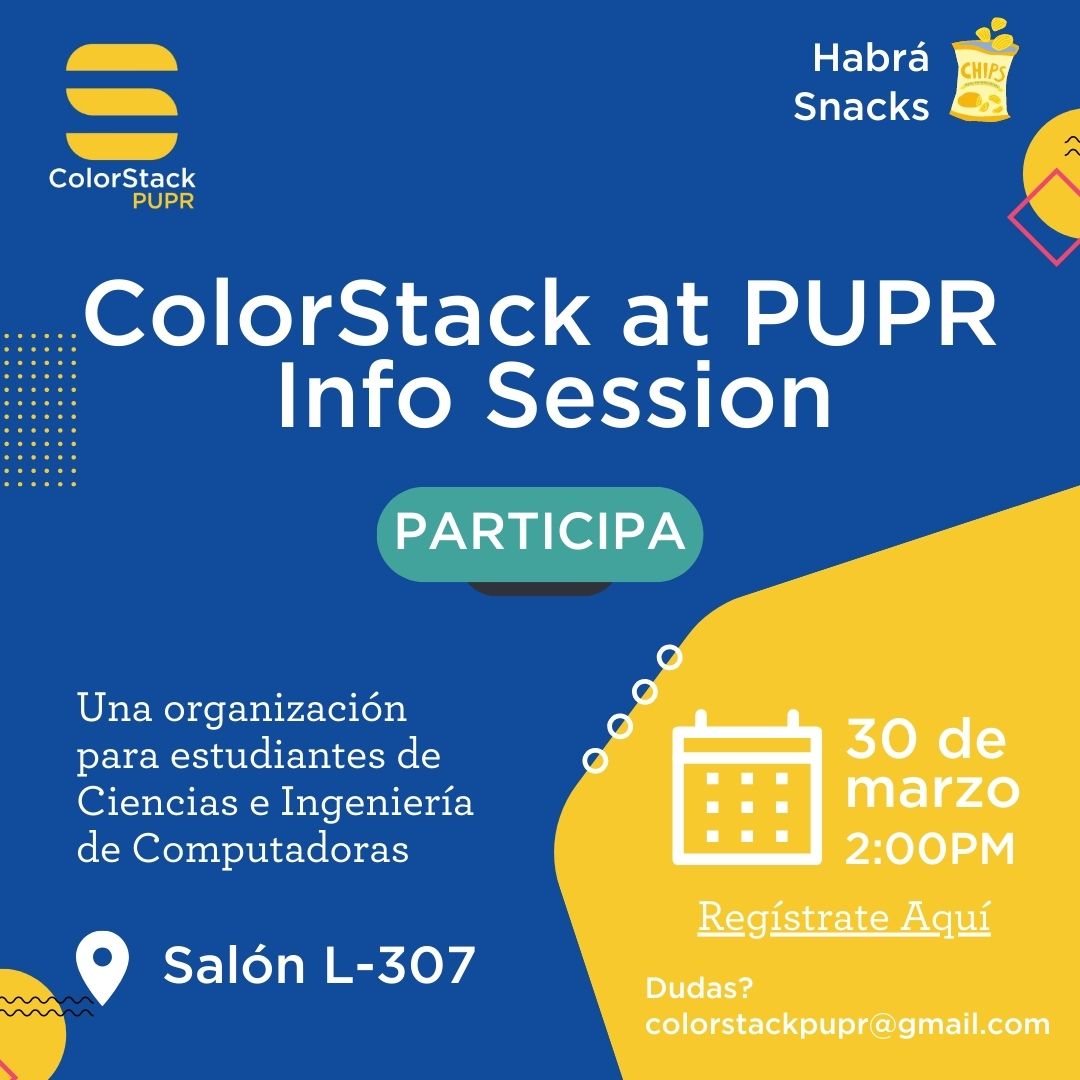 ColorStack
PUPR
Habrá
Snacks
CHIPS
ColorStack at PUPR
Info Session
PARTICIPA
Una organización
para estudiantes de
Ciencias e Ingeniería
de Computadoras
Salón L-307
30 de
marzo
2:00PM
Regístrate Aquí
Dudas?
colorstackpupr@gmail.com